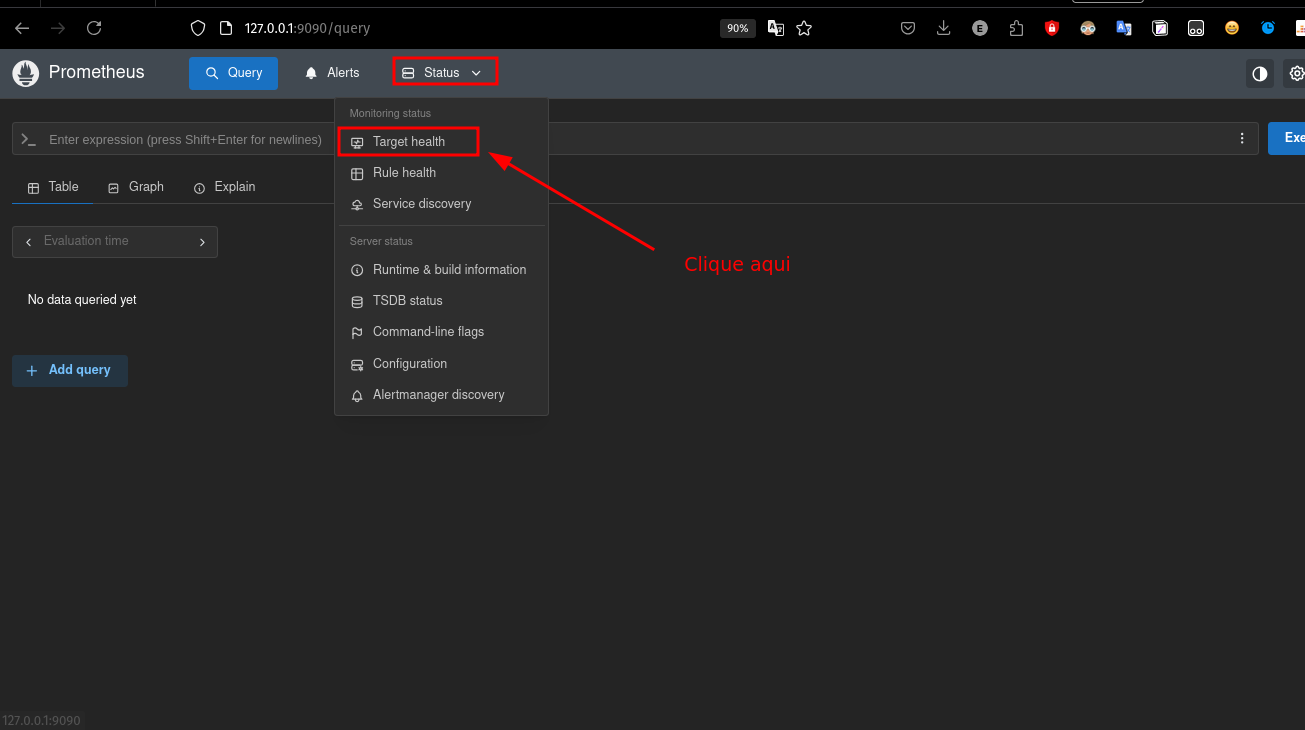 127.0.0.1:9090/query
90%
E
Prometheus
Query
Alerts
Status
Monitoring status
Enter expression (press Shift+Enter for newlines)
Target health
Exe
Table
Graph
Explain
Rule health
Service discovery
Evaluation time
Server status
Clique aqui
Runtime & build information
No data queried yet
TSDB status
Command-line flags
Add query
Configuration
Alertmanager discovery
127.0.0.1:9090